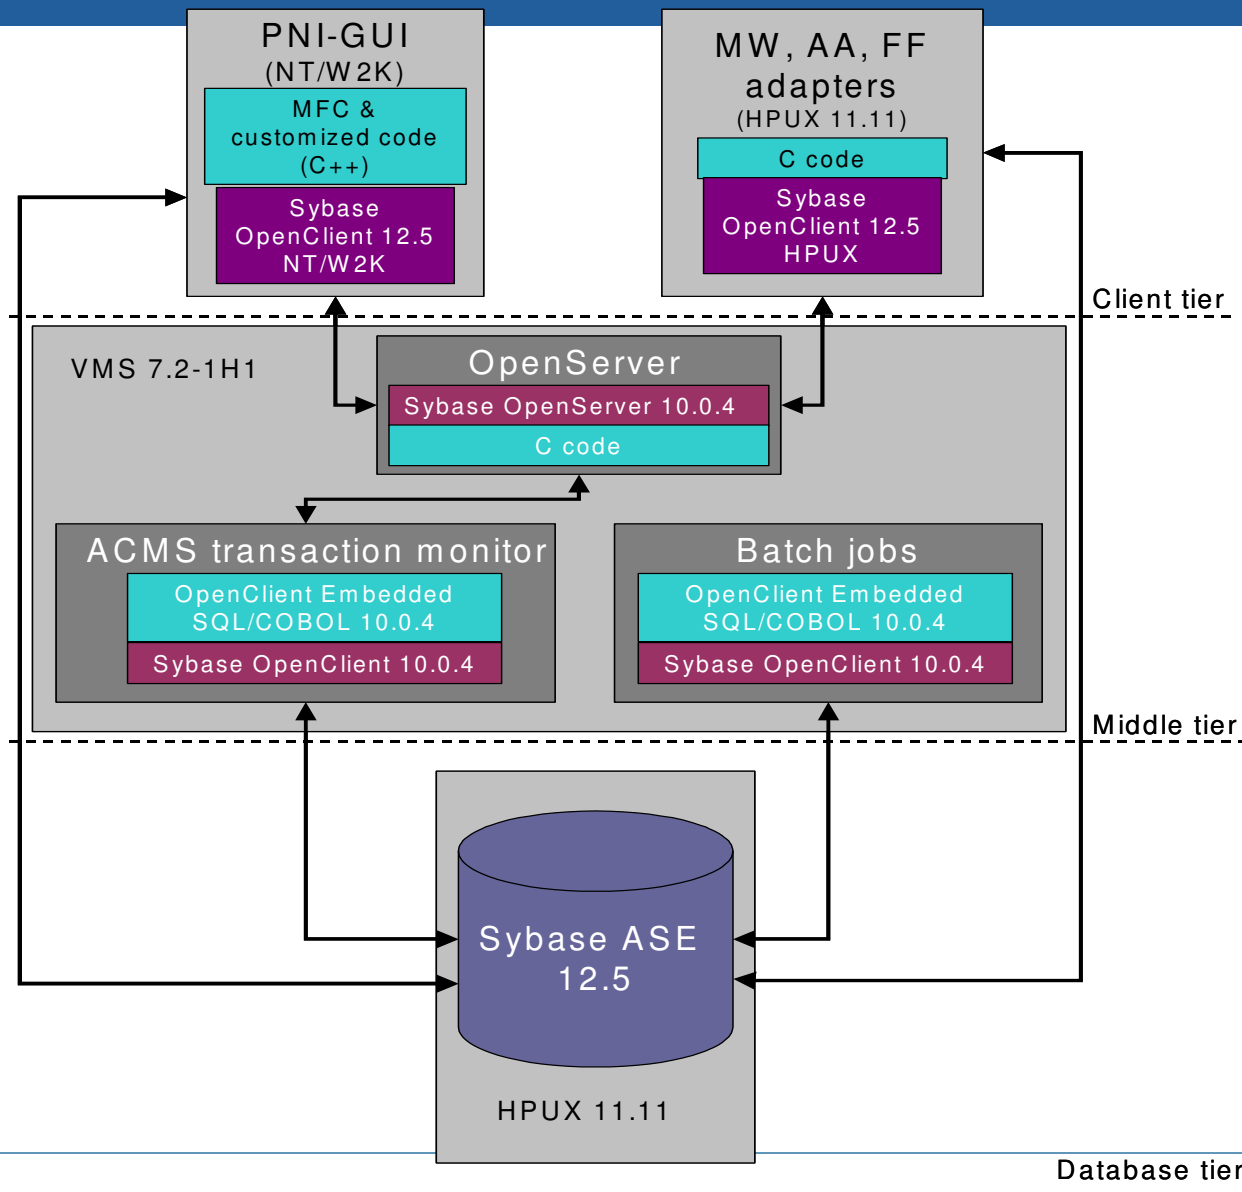 PNI-GUI
(NT/W2K)
MFC &
customized code
(C++)
Sybase
OpenClient 12.5
NT/W2K
MW, AA, FF
adapters
(HPUX 11.11)
C code
Sybase
OpenClient 12.5
HPUX
Client tier
VMS 7.2-1H1
OpenServer
Sybase OpenServer 10.0.4
C code
ACMS transaction monitor
OpenClient Embedded
SQL/COBOL 10.0.4
Sybase OpenClient 10.0.4
Batch jobs
OpenClient Embedded
SQL/COBOL 10.0.4
Sybase OpenClient 10.0.4
Middle tier
Sybase ASE
12.5
HPUX 11.11
Database tier